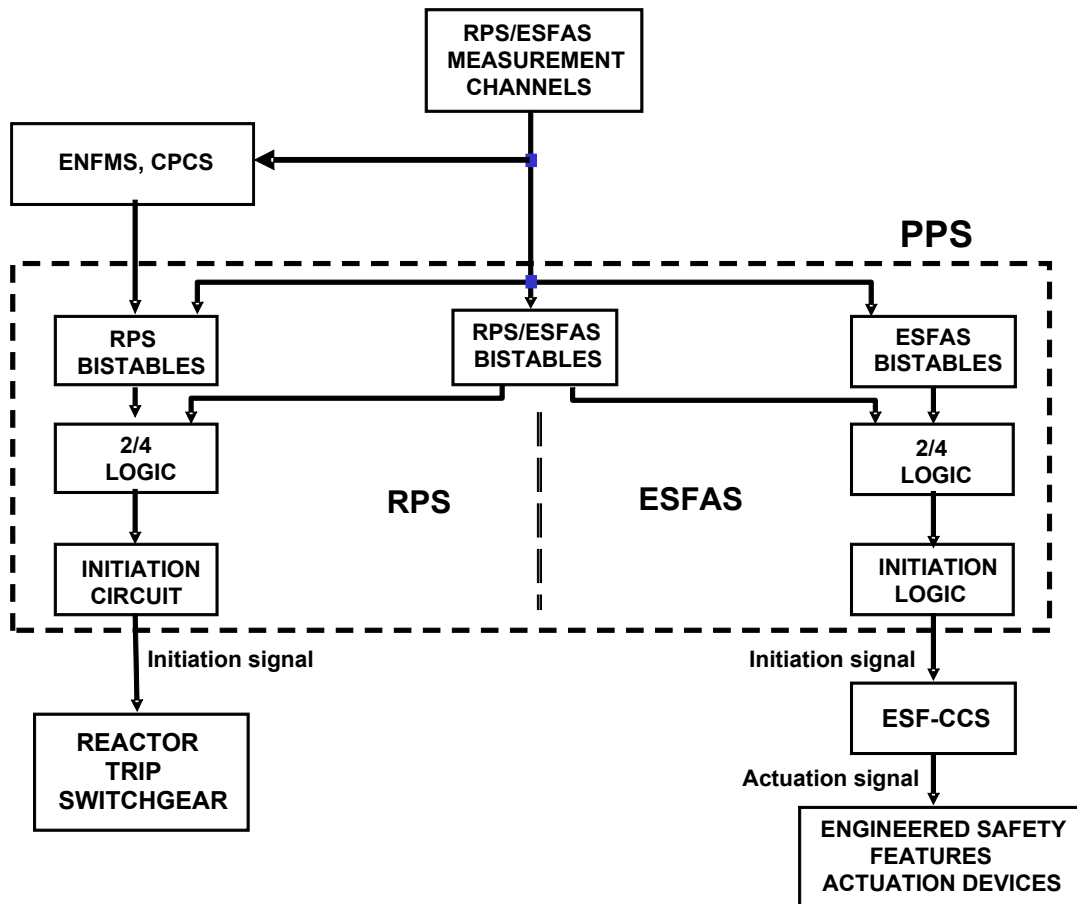 RPS/ESFAS
MEASUREMENT
CHANNELS
ENFMS, CPCS
PPS
RPS
BISTABLES
RPS/ESFAS
BISTABLES
ESFAS
BISTABLES
2/4
LOGIC
2/4
LOGIC
RPS
ESFAS
INITIATION
CIRCUIT
INITIATION
LOGIC
Initiation signal
Initiation signal
REACTOR
TRIP
SWITCHGEAR
ESF-CCS
Actuation signal
ENGINEERED SAFETY
FEATURES
ACTUATION DEVICES